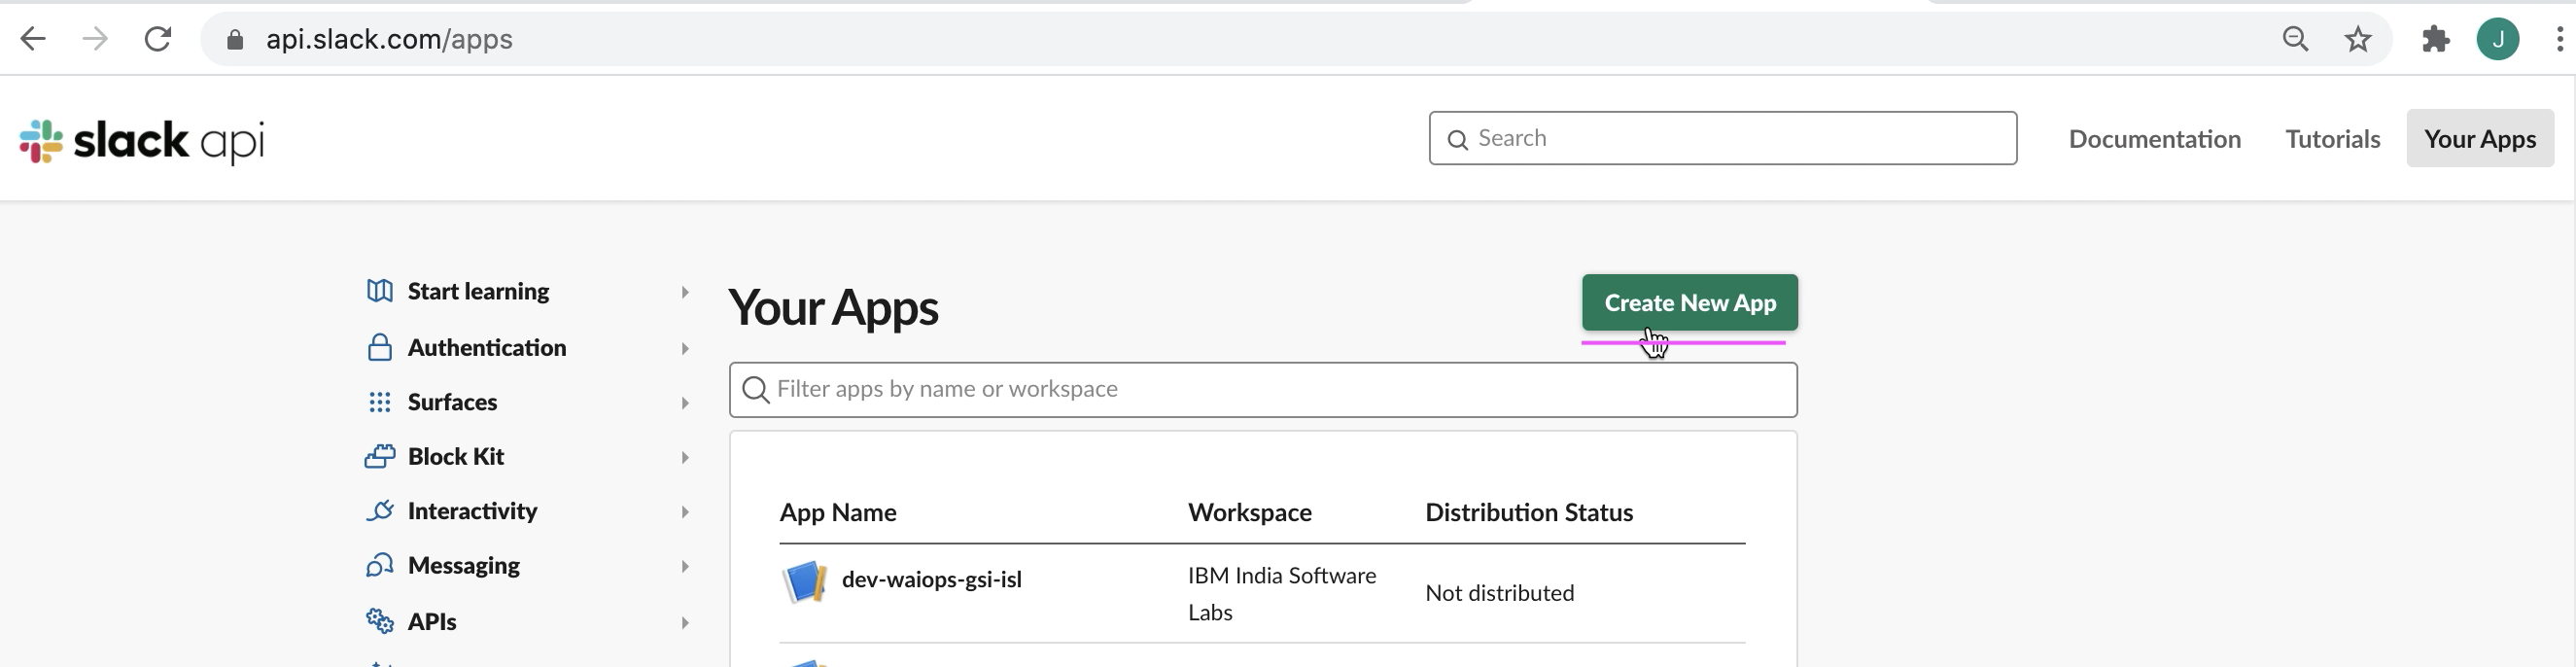 api.slack.com/apps
J
slack api
Search
Documentation
Tutorials
Your Apps
Start learning
Authentication
Surfaces
Block Kit
Interactivity
Messaging
APIs
Your Apps
Create New App
Filter apps by name or workspace
App Name Workspace Distribution Status
dev-waiops-gsi-isl
IBM India Software
Labs
Not distributed